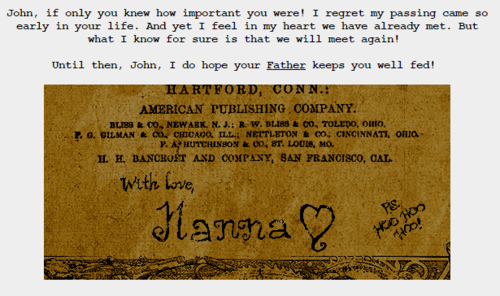 John, if only you knew how important you were! I regret my passing came so
early in your life. And yet I feel in my heart we have already met. But
what I know for sure is that we will meet again!
Until then, John, I do hope your Father keeps you well fed!
HARTFORD, CONN.:
AMERICAN PUBLISHING COMPANY.
BLISS & CO., NEWARK, N. J.; R. W. BLISS & CO., TOLEDO, OHIO.
F. G. GILMAN & CO., CHICAGO, ILL.; NETTLETON & CO., CINCINNATI, OHIO.
F. A. HUTCHINSON & CO., ST. LOUIS, MO.
H. H. BANCROFT AND COMPANY, SAN FRANCISCO, CAL.
With love,
Nanna
PS:
HOO HOO
HOO!